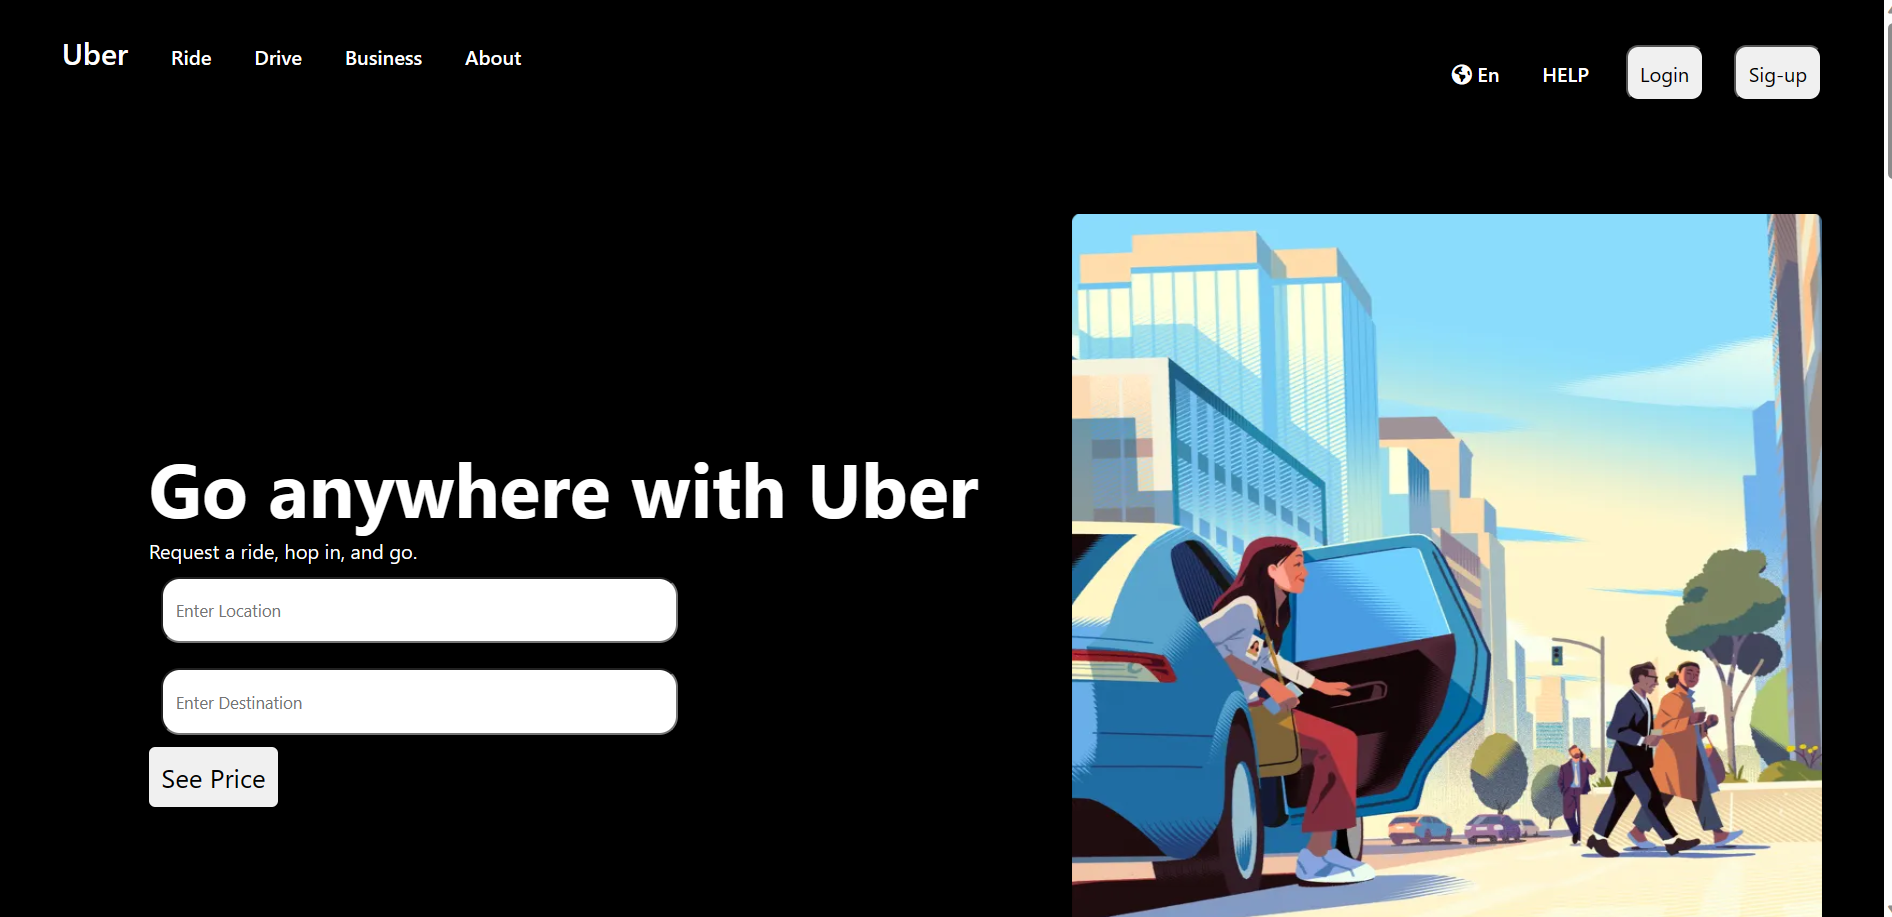 Uber Ride Drive Business About
En HELP Login Sig-up
Go anywhere with Uber
Request a ride, hop in, and go.
Enter Location
Enter Destination
See Price